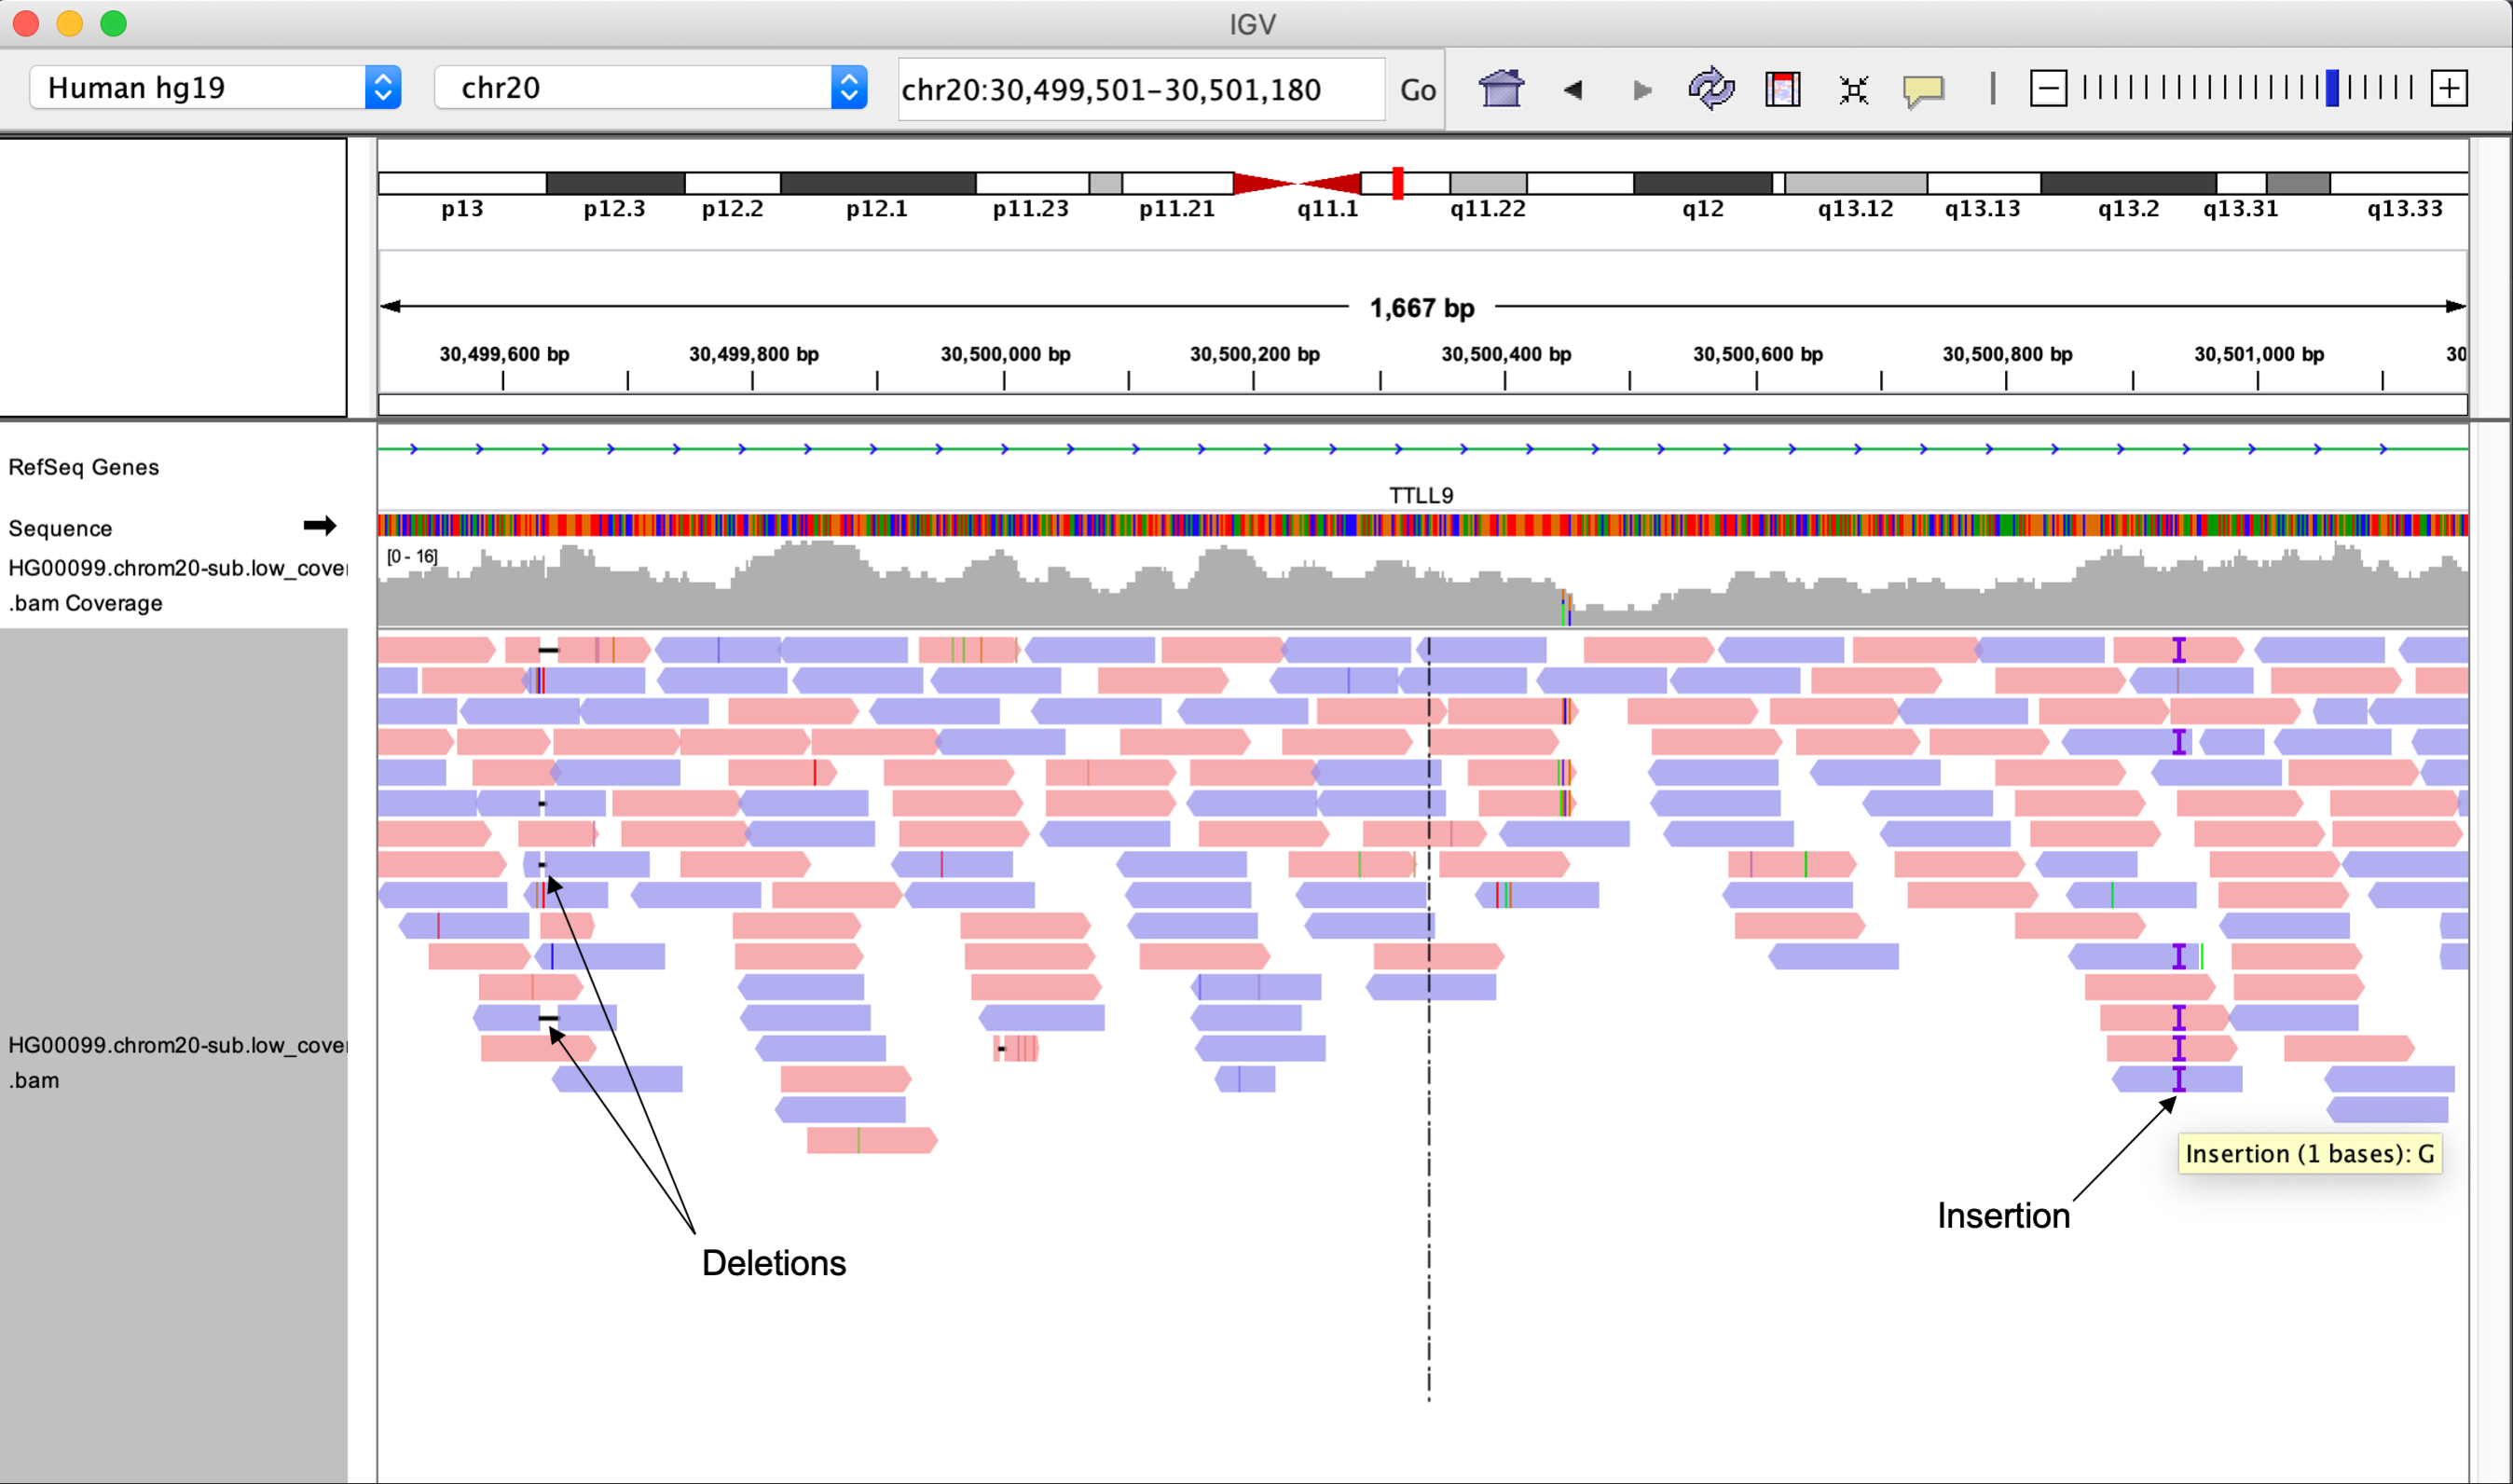 IGV
Human hg19
chr20
chr20:30,499,501-30,501,180
Go
p13 p12.3 p12.2 p12.1 p11.23 p11.21 q11.1 q11.22 q12 q13.12 q13.13 q13.2 q13.31 q13.33
1,667 bp
30,499,600 bp 30,499,800 bp 30,500,000 bp 30,500,200 bp 30,500,400 bp 30,500,600 bp 30,500,800 bp 30,501,000 bp 30
RefSeq Genes
TTLL9
Sequence
[0 - 16]
HG00099.chrom20-sub.low_cover
.bam Coverage
HG00099.chrom20-sub.low_cover
.bam
Insertion (1 bases): G
Insertion
Deletions